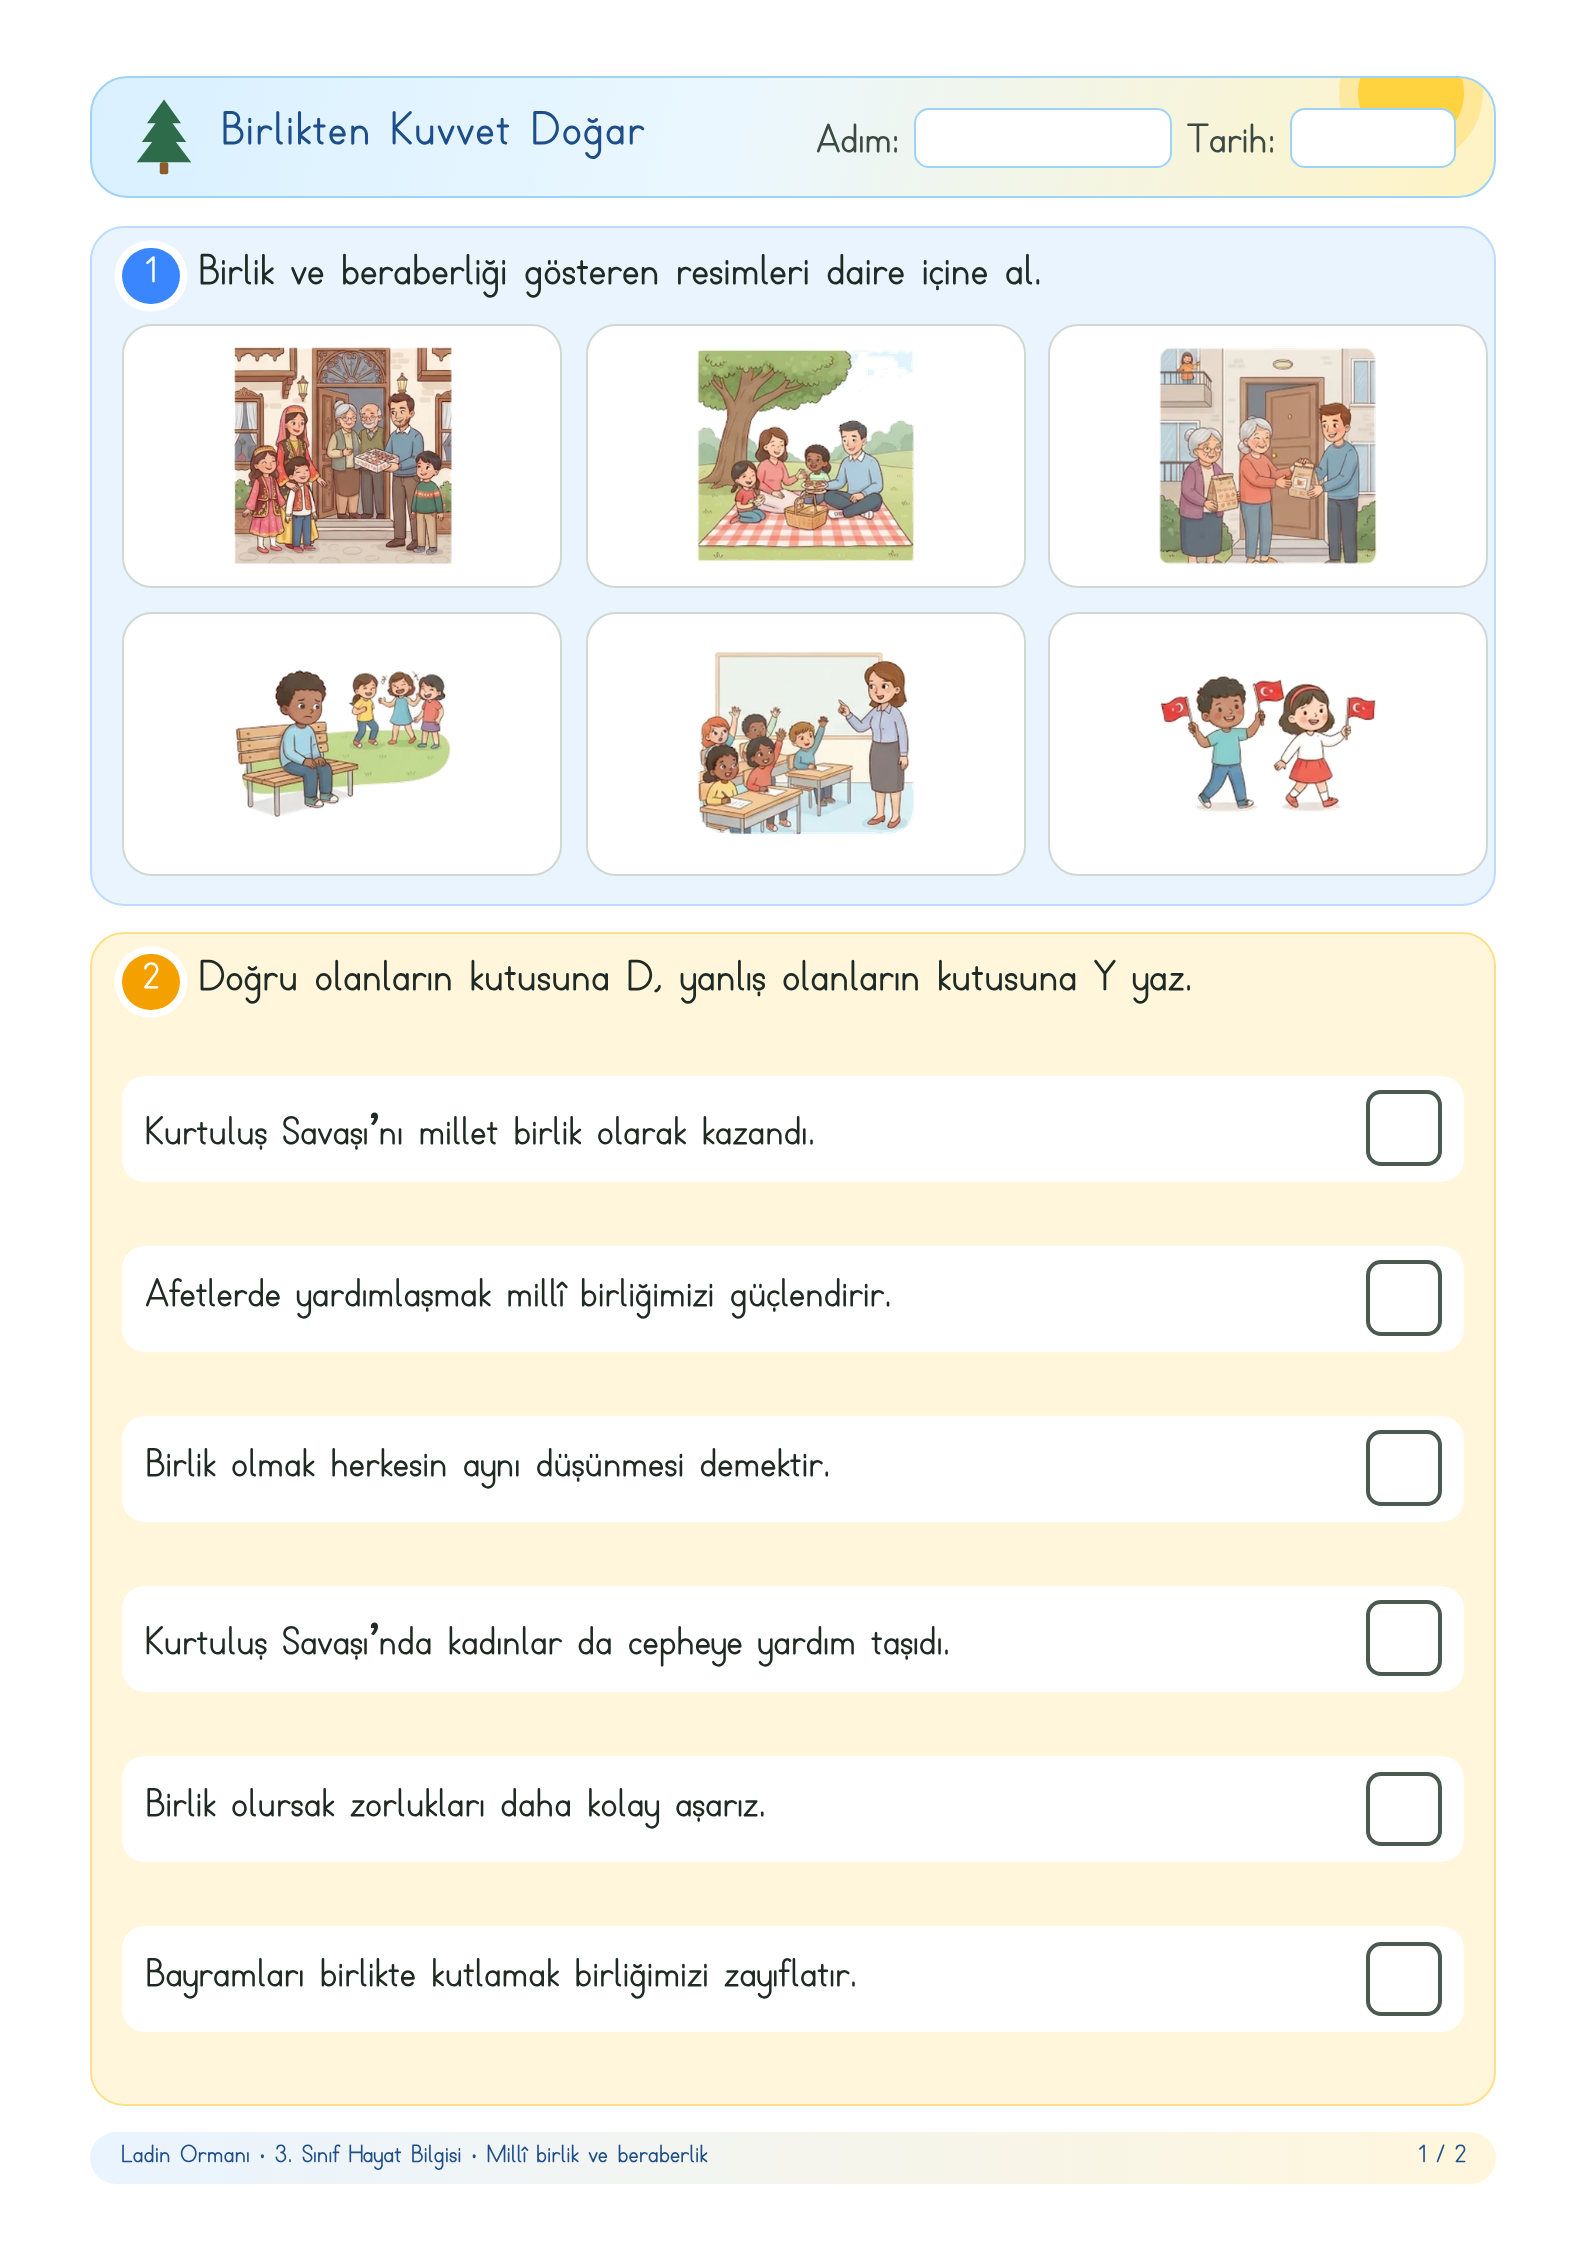 Birlikten Kuvvet Doğar
Adım:
Tarih:
1 Birlik ve beraberliği gösteren resimleri daire içine al.
2 Doğru olanların kutusuna D, yanlış olanların kutusuna Y yaz.
Kurtuluş Savaşı’nı millet birlik olarak kazandı.
Afetlerde yardımlaşmak millî birliğimizi güçlendirir.
Birlik olmak herkesin aynı düşünmesi demektir.
Kurtuluş Savaşı’nda kadınlar da cepheye yardım taşıdı.
Birlik olursak zorlukları daha kolay aşarız.
Bayramları birlikte kutlamak birliğimizi zayıflatır.
Ladin Ormanı • 3. Sınıf Hayat Bilgisi • Millî birlik ve beraberlik
1 / 2